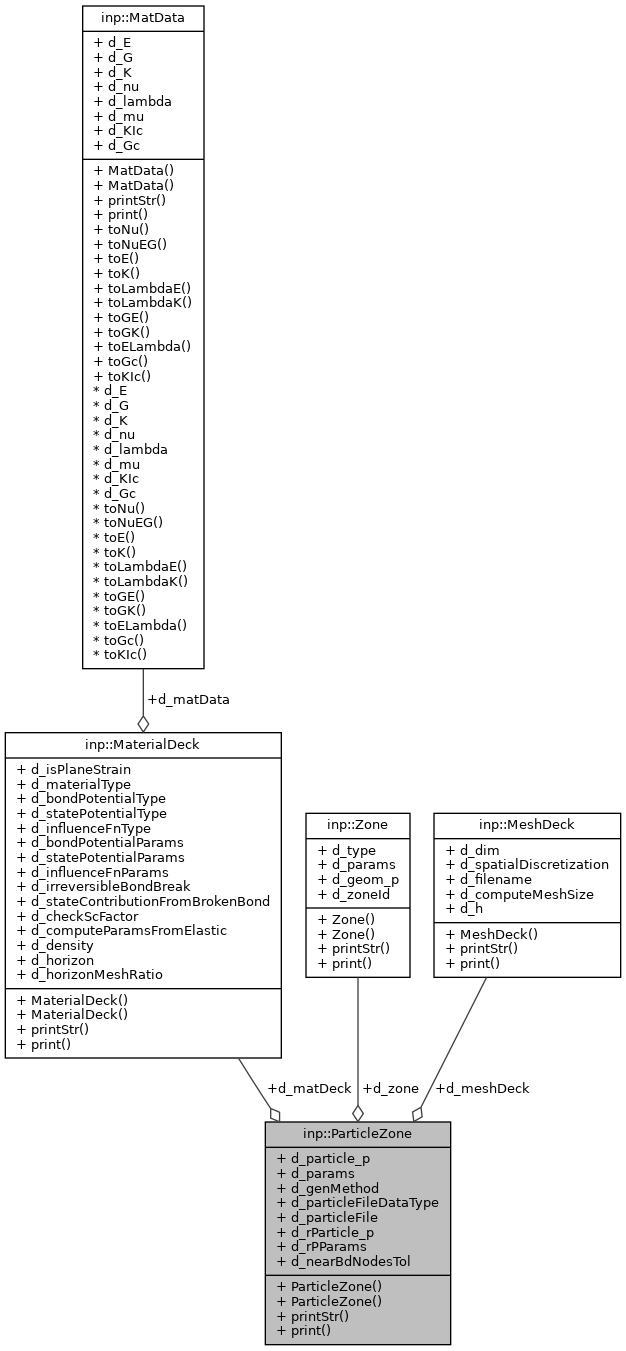 inp::MatData
+ d_E
+ d_G
+ d_K
+ d_nu
+ d_lambda
+ d_mu
+ d_KIc
+ d_Gc
+ MatData()
+ MatData()
+ printStr()
+ print()
+ toNu()
+ toNuEG()
+ toE()
+ toK()
+ toLambdaE()
+ toLambdaK()
+ toGE()
+ toGK()
+ toELambda()
+ toGc()
+ toKIc()
* d_E
* d_G
* d_K
* d_nu
* d_lambda
* d_mu
* d_KIc
* d_Gc
* toNu()
* toNuEG()
* toE()
* toK()
* toLambdaE()
* toLambdaK()
* toGE()
* toGK()
* toELambda()
* toGc()
* toKIc()
+d_matData
inp::MaterialDeck
+ d_isPlaneStrain
+ d_materialType
+ d_bondPotentialType
+ d_statePotentialType
+ d_influenceFnType
+ d_bondPotentialParams
+ d_statePotentialParams
+ d_influenceFnParams
+ d_irreversibleBondBreak
+ d_stateContributionFromBrokenBond
+ d_checkScFactor
+ d_computeParamsFromElastic
+ d_density
+ d_horizon
+ d_horizonMeshRatio
+ MaterialDeck()
+ MaterialDeck()
+ printStr()
+ print()
inp::Zone
+ d_type
+ d_params
+ d_geom_p
+ d_zoneId
+ Zone()
+ Zone()
+ printStr()
+ print()
inp::MeshDeck
+ d_dim
+ d_spatialDiscretization
+ d_filename
+ d_computeMeshSize
+ d_h
+ MeshDeck()
+ printStr()
+ print()
+d_matDeck
+d_zone
+d_meshDeck
inp::ParticleZone
+ d_particle_p
+ d_params
+ d_genMethod
+ d_particleFileDataType
+ d_particleFile
+ d_rParticle_p
+ d_rPParams
+ d_nearBdNodesTol
+ ParticleZone()
+ ParticleZone()
+ printStr()
+ print()